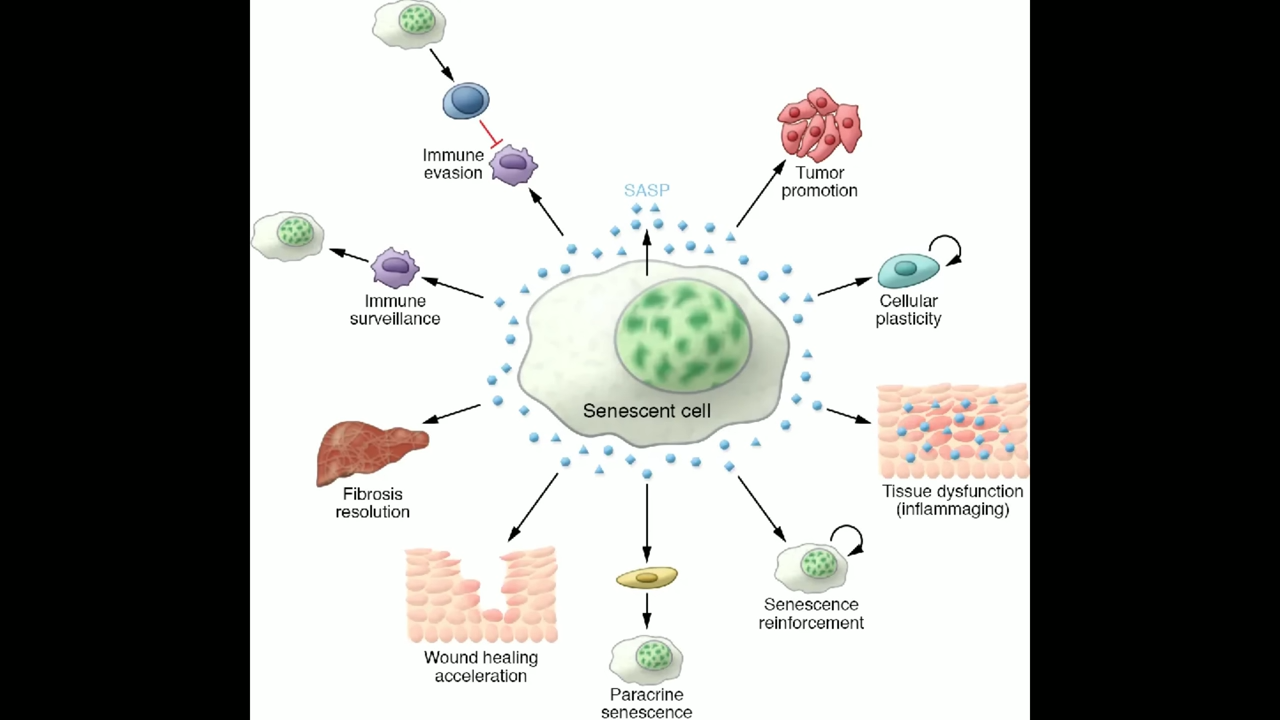 SASP
Senescent cell
Immune
evasion
Tumor
promotion
Immune
surveillance
Cellular
plasticity
Fibrosis
resolution
Tissue dysfunction
(inflammaging)
Wound healing
acceleration
Paracrine
senescence
Senescence
reinforcement